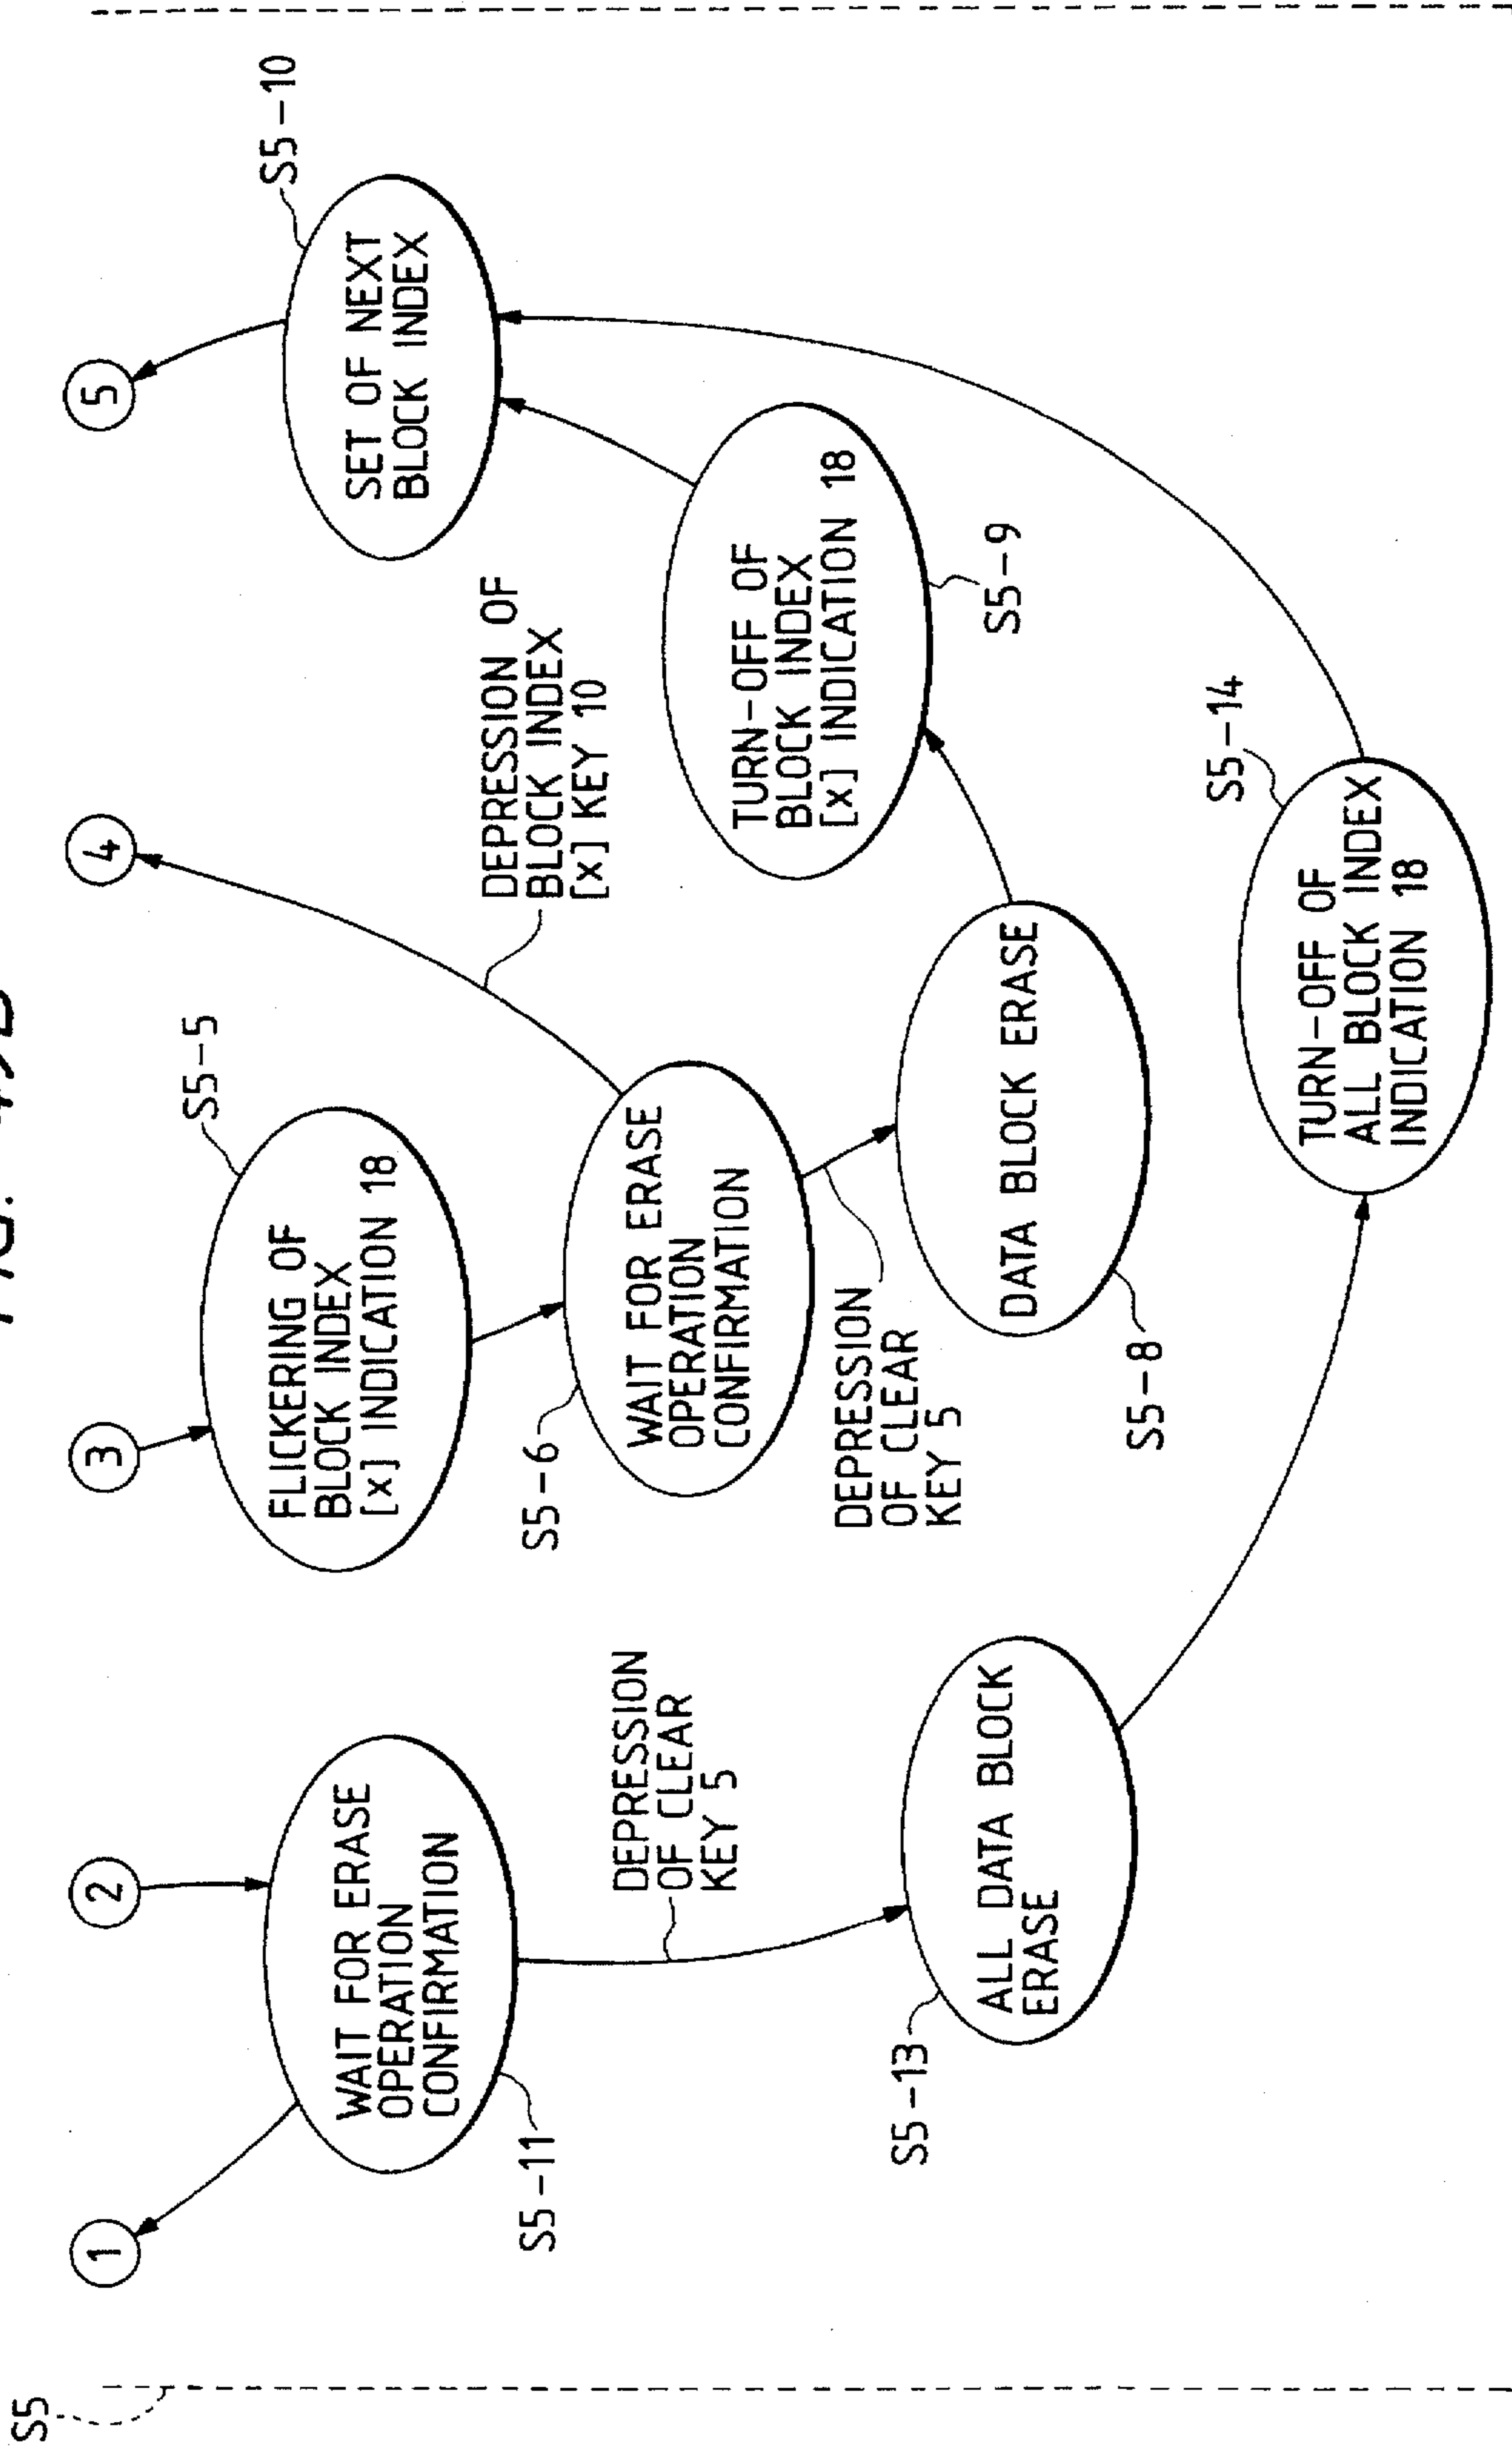 S5
1
2
3
4
5
WAIT FOR ERASE
OPERATION
CONFIRMATION
S5-11
DEPRESSION
OF CLEAR
KEY 5
S5-13
ALL DATA BLOCK
ERASE
FLICKERING OF
BLOCK INDEX
[x] INDICATION 18
S5-5
S5-6
WAIT FOR ERASE
OPERATION
CONFIRMATION
DEPRESSION OF
BLOCK INDEX
[x] KEY 10
DEPRESSION
OF CLEAR
KEY 5
DATA BLOCK ERASE
S5-8
TURN-OFF OF
BLOCK INDEX
[x] INDICATION 18
S5-9
SET OF NEXT
BLOCK INDEX
S5-10
TURN-OFF OF
ALL BLOCK INDEX
INDICATION 18
S5-14